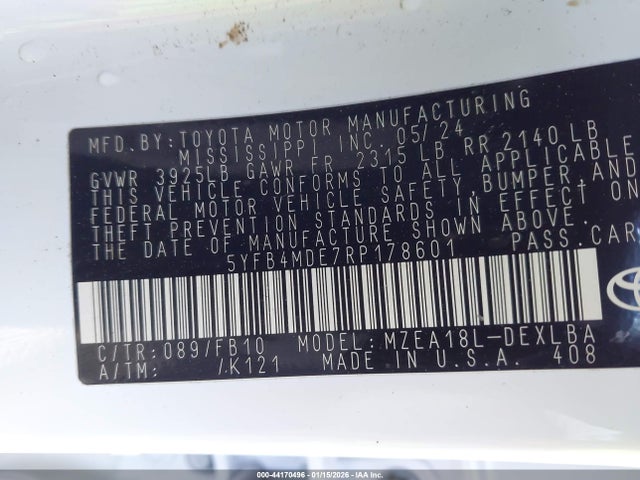 MFD. BY: TOYOTA MOTOR MANUFACTURING
MISSISSIPPI INC. 05/24
GVWR 3925LB GAWR FR 2315 LB RR 2140 LB
THIS VEHICLE CONFORMS TO ALL APPLICABLE
FEDERAL MOTOR VEHICLE SAFETY, BUMPER, AND
THEFT PREVENTION STANDARDS IN EFFECT ON
THE DATE OF MANUFACTURE SHOWN ABOVE.
5YFB4MDE7RP178601 PASS. CAR
C/TR: 089/FB10 MODEL: MZEA18L-DEXLBA
A/TM: /K121 MADE IN U.S.A. 408
000-44170496 - 01/15/2026 - IAA Corp.